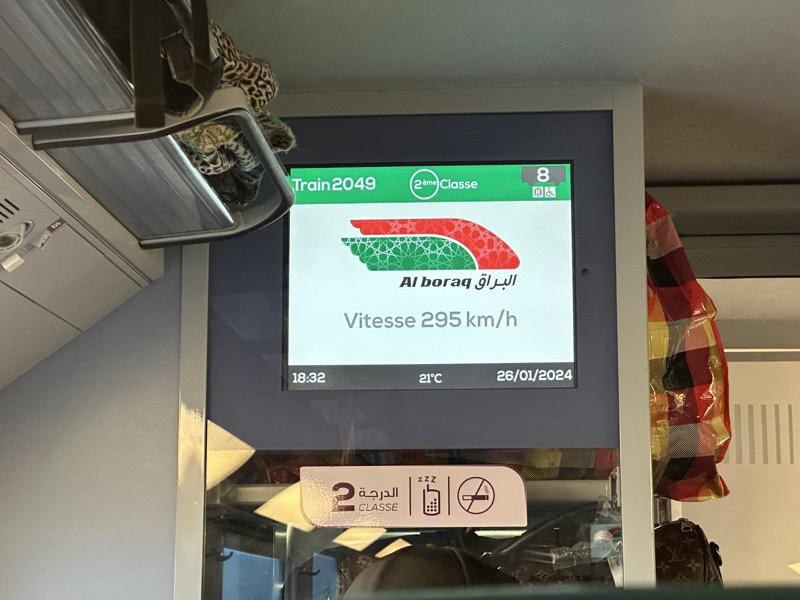 Train 2049 2ème Classe 8
Al boraq البراق
Vitesse 295 km/h
18:32 21°C 26/01/2024
zzz
2 الدرجة
CLASSE